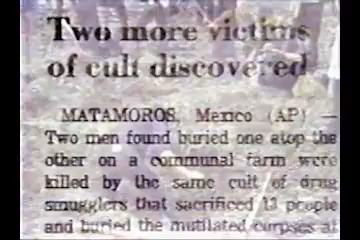 Two more victims
of cult discovered
MATAMOROS, Mexico (AP) —
Two men found buried one atop the
other on a communal farm were
killed by the same cult of drug
smugglers that sacrificed 13 people
and buried the mutilated corpses at